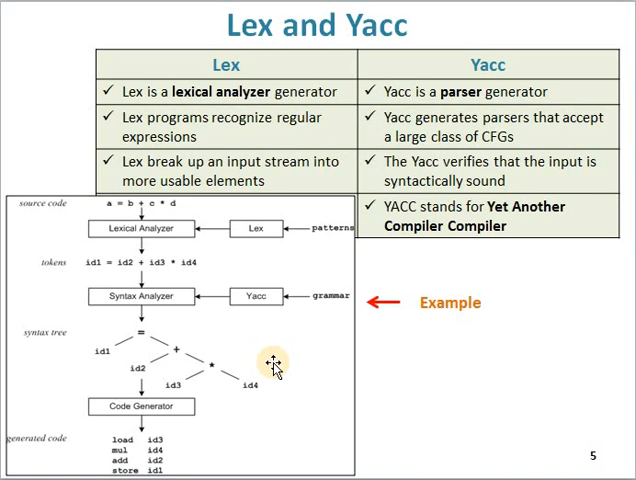 Lex and Yacc
Lex
Yacc
✓ Lex is a lexical analyzer generator
✓ Yacc is a parser generator
✓ Lex programs recognize regular
expressions
✓ Yacc generates parsers that accept
a large class of CFGs
✓ Lex break up an input stream into
more usable elements
✓ The Yacc verifies that the input is
syntactically sound
✓ YACC stands for Yet Another
Compiler Compiler
source code a = b + c * d
Lexical Analyzer Lex patterns
tokens id1 = id2 + id3 * id4
Syntax Analyzer Yacc grammar
syntax tree =
id1 +
id2 *
id3 id4
Code Generator
generated code load id3
mul id4
add id2
store id1
Example
5